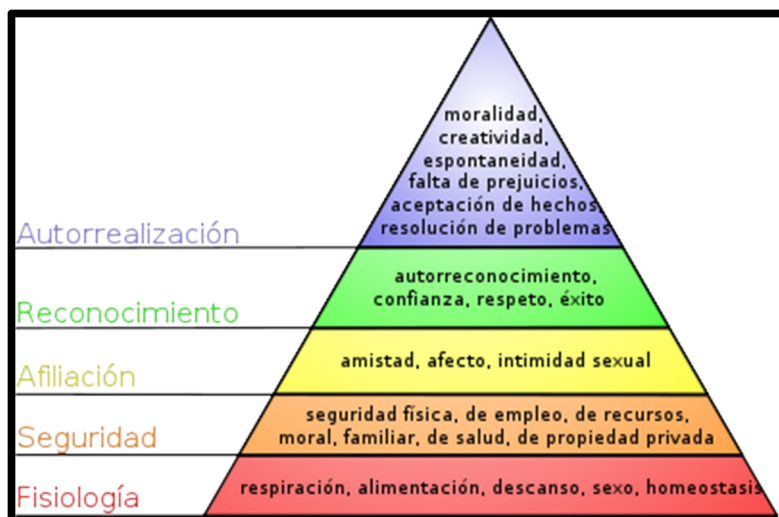 moralidad,
creatividad,
espontaneidad,
falta de prejuicios,
aceptación de hechos,
resolución de problemas
Autorrealización
autorreconocimiento,
confianza, respeto, éxito
Reconocimiento
amistad, afecto, intimidad sexual
Afiliación
seguridad física, de empleo, de recursos,
moral, familiar, de salud, de propiedad privada
Seguridad
respiración, alimentación, descanso, sexo, homeostasis
Fisiología